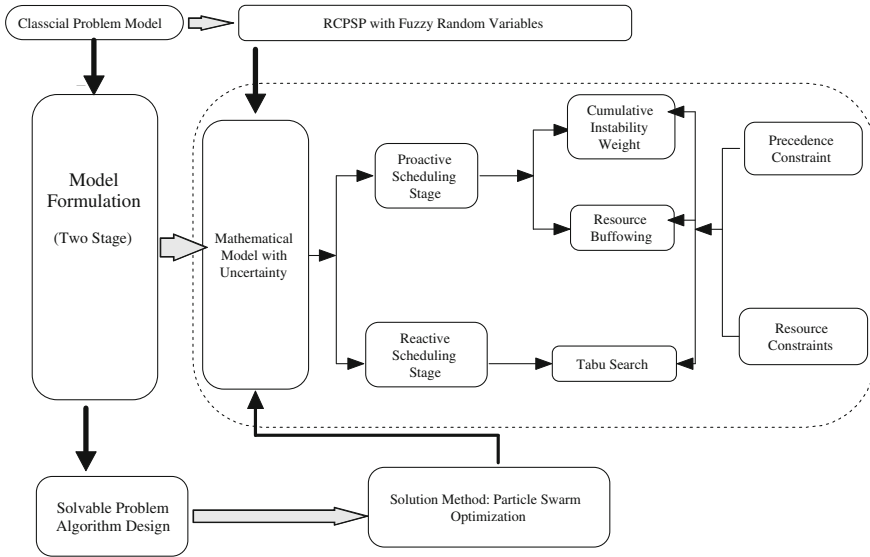 Classcial Problem Model
RCPSP with Fuzzy Random Variables
Model
Formulation
(Two Stage)
Mathematical
Model with
Uncertainty
Proactive
Scheduling
Stage
Cumulative
Instability
Weight
Resource
Buffowing
Precedence
Constraint
Reactive
Scheduling
Stage
Tabu Search
Resource
Constraints
Solvable Problem
Algorithm Design
Solution Method: Particle Swarm
Optimization